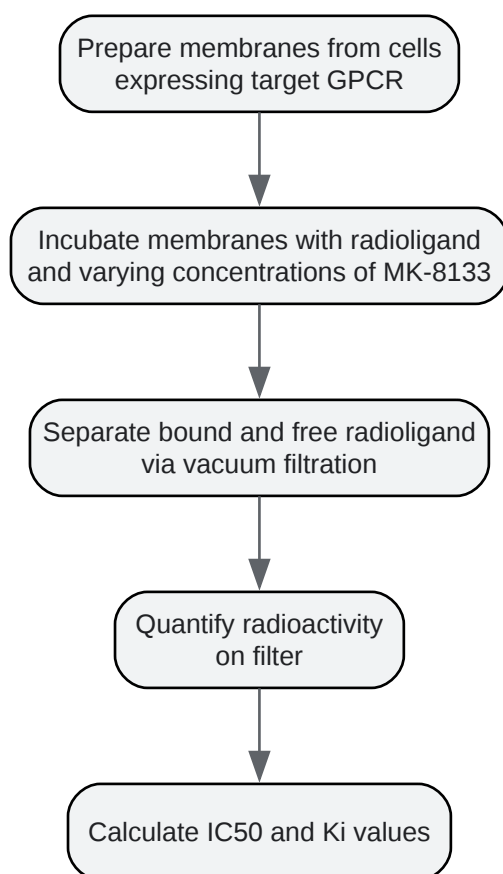 Prepare membranes from cells
expressing target GPCR
Incubate membranes with radioligand
and varying concentrations of MK-8133
Separate bound and free radioligand
via vacuum filtration
Quantify radioactivity
on filter
Calculate IC50 and Ki values